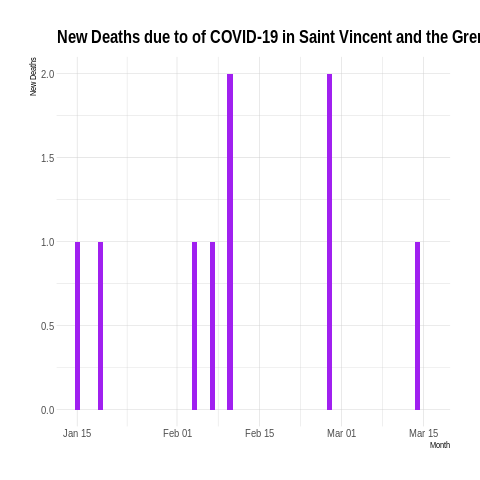 New Deaths due to of COVID-19 in Saint Vincent and the Gre
New Deaths
2.0
1.5
1.0
0.5
0.0
Jan 15 Feb 01 Feb 15 Mar 01 Mar 15
Month